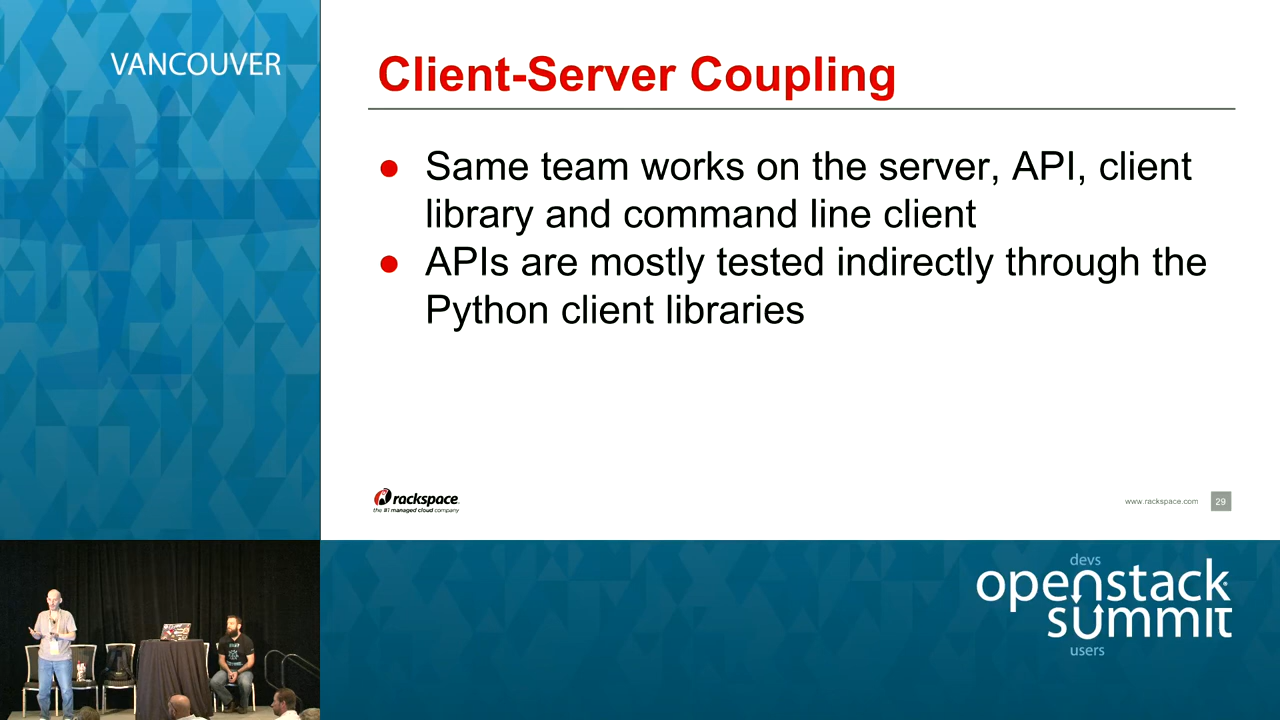 VANCOUVER
Client-Server Coupling
● Same team works on the server, API, client
library and command line client
● APIs are mostly tested indirectly through the
Python client libraries
rackspace.
the #1 managed cloud company
www.rackspace.com 29
devs
openstack
summit
users